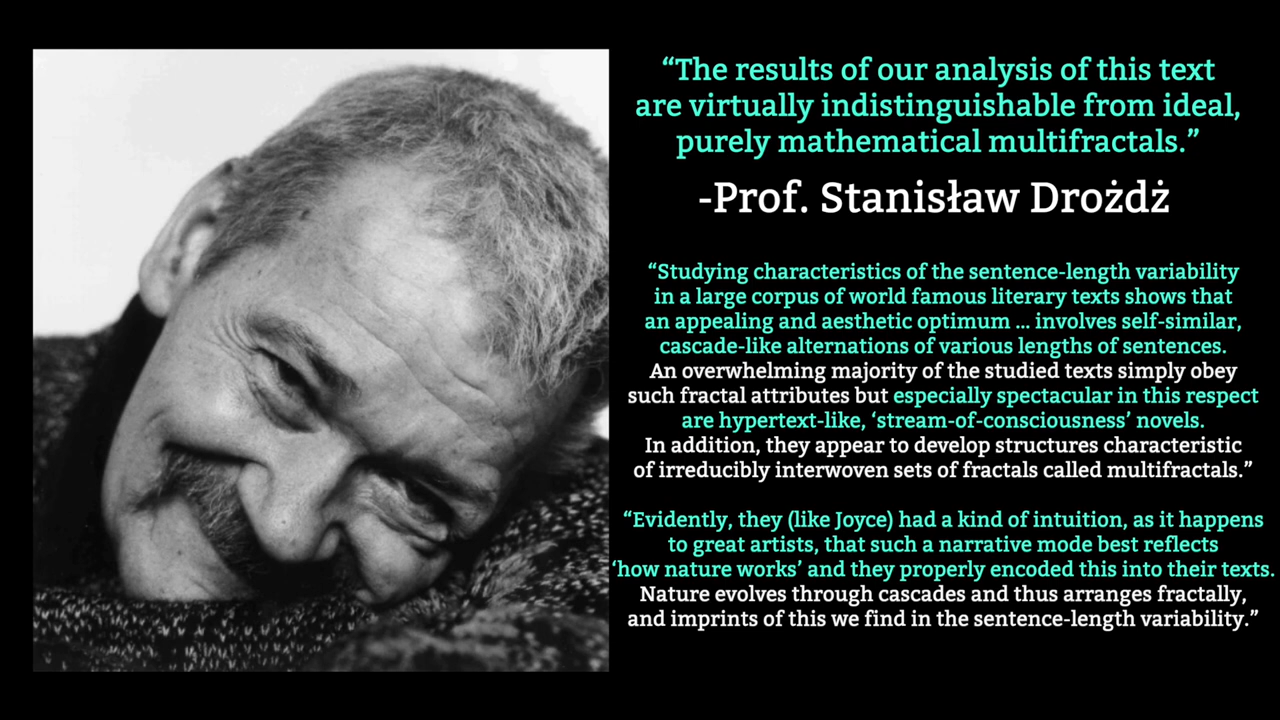 “The results of our analysis of this text
are virtually indistinguishable from ideal,
purely mathematical multifractals.”
-Prof. Stanisław Drożdż
“Studying characteristics of the sentence-length variability
in a large corpus of world famous literary texts shows that
an appealing and aesthetic optimum ... involves self-similar,
cascade-like alternations of various lengths of sentences.
An overwhelming majority of the studied texts simply obey
such fractal attributes but especially spectacular in this respect
are hypertext-like, ‘stream-of-consciousness’ novels.
In addition, they appear to develop structures characteristic
of irreducibly interwoven sets of fractals called multifractals.”
“Evidently, they (like Joyce) had a kind of intuition, as it happens
to great artists, that such a narrative mode best reflects
‘how nature works’ and they properly encoded this into their texts.
Nature evolves through cascades and thus arranges fractally,
and imprints of this we find in the sentence-length variability.”